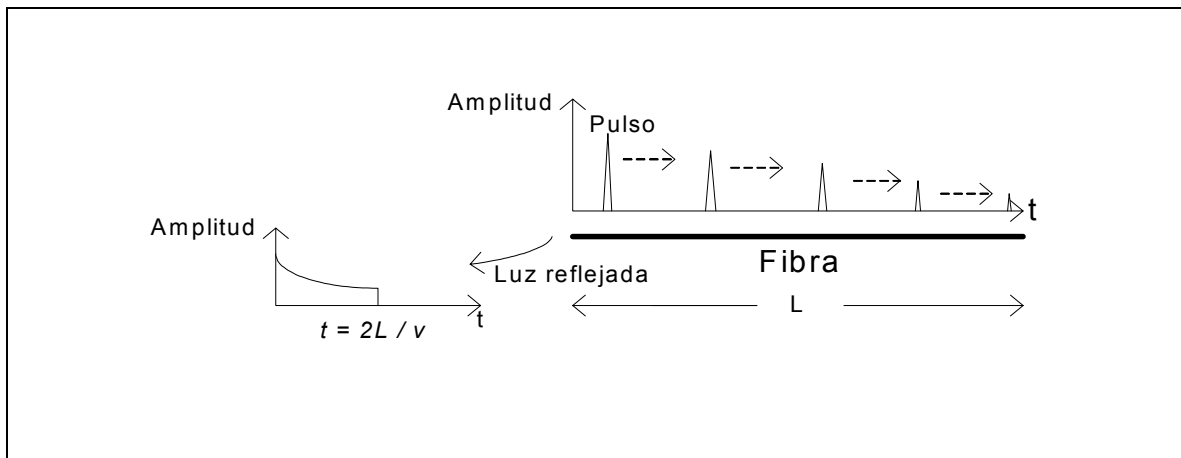 Amplitud
Pulso
t
Amplitud
Luz reflejada
Fibra
L
t
t = 2L / v